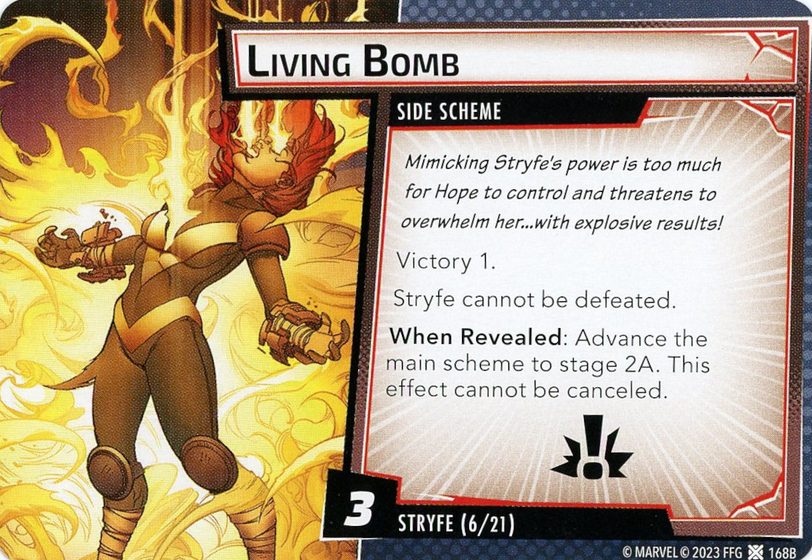 LIVING BOMB
SIDE SCHEME
Mimicking Stryfe's power is too much
for Hope to control and threatens to
overwhelm her...with explosive results!
Victory 1.
Stryfe cannot be defeated.
When Revealed: Advance the
main scheme to stage 2A. This
effect cannot be canceled.
3
STRYFE (6/21)
© MARVEL © 2023 FFG 168B